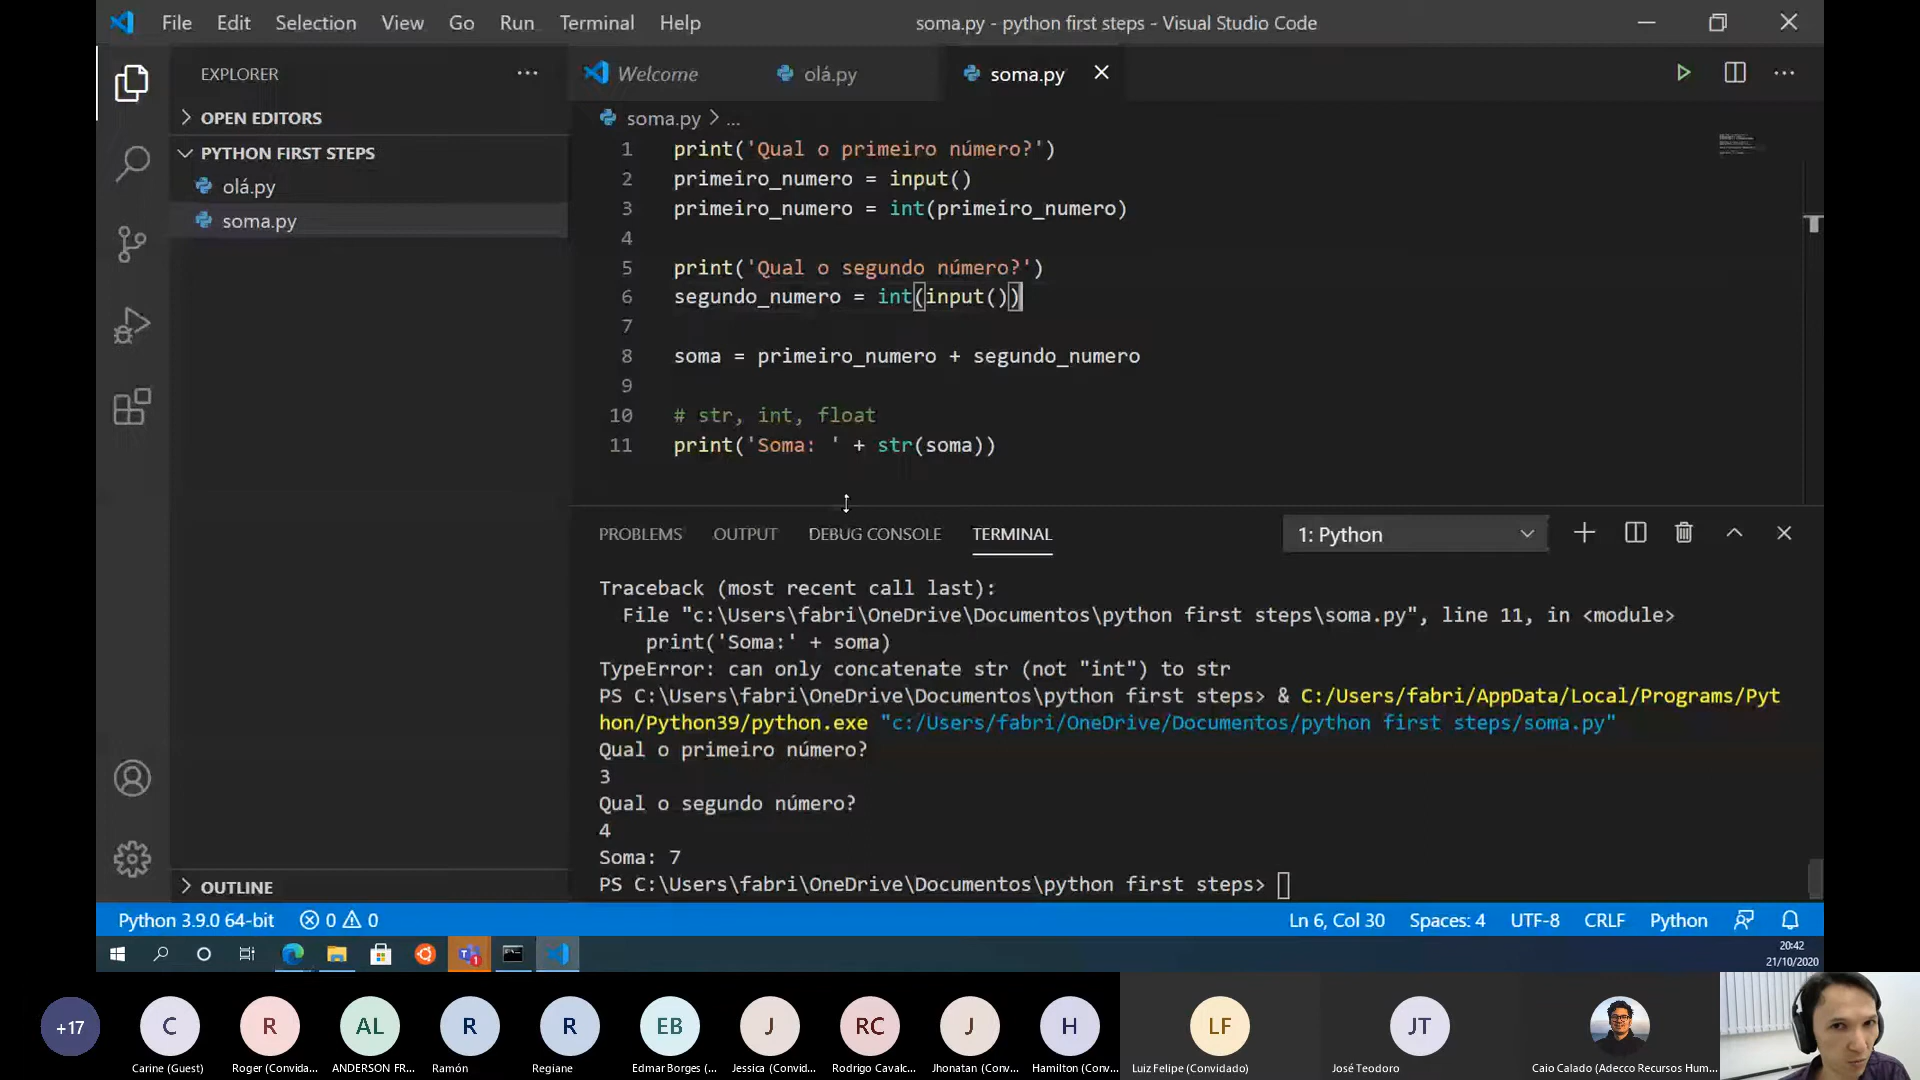 File Edit Selection View Go Run Terminal Help soma.py - python first steps - Visual Studio Code
EXPLORER
OPEN EDITORS
PYTHON FIRST STEPS
olá.py
soma.py
OUTLINE
Welcome olá.py soma.py
soma.py > ...
1 print('Qual o primeiro número?')
2 primeiro_numero = input()
3 primeiro_numero = int(primeiro_numero)
4
5 print('Qual o segundo número?')
6 segundo_numero = int(input())
7
8 soma = primeiro_numero + segundo_numero
9
10 # str, int, float
11 print('Soma: ' + str(soma))
PROBLEMS OUTPUT DEBUG CONSOLE TERMINAL 1: Python
Traceback (most recent call last):
File "c:\Users\fabri\OneDrive\Documentos\python first steps\soma.py", line 11, in <module>
print('Soma:' + soma)
TypeError: can only concatenate str (not "int") to str
PS C:\Users\fabri\OneDrive\Documentos\python first steps> & C:/Users/fabri/AppData/Local/Programs/Pyt
hon/Python39/python.exe "c:/Users/fabri/OneDrive/Documentos/python first steps/soma.py"
Qual o primeiro número?
3
Qual o segundo número?
4
Soma: 7
PS C:\Users\fabri\OneDrive\Documentos\python first steps>
Python 3.9.0 64-bit 0 0 Ln 6, Col 30 Spaces: 4 UTF-8 CRLF Python
1
20:42
21/10/2020
+17 C R AL R R EB J RC J H LF JT
Carine (Guest) Roger (Convida... ANDERSON FR... Ramón Regiane Edmar Borges (... Jessica (Convid... Rodrigo Cavalc... Jhonatan (Conv... Hamilton (Conv... Luiz Felipe (Convidado) José Teodoro Caio Calado (Adecco Recursos Hum...